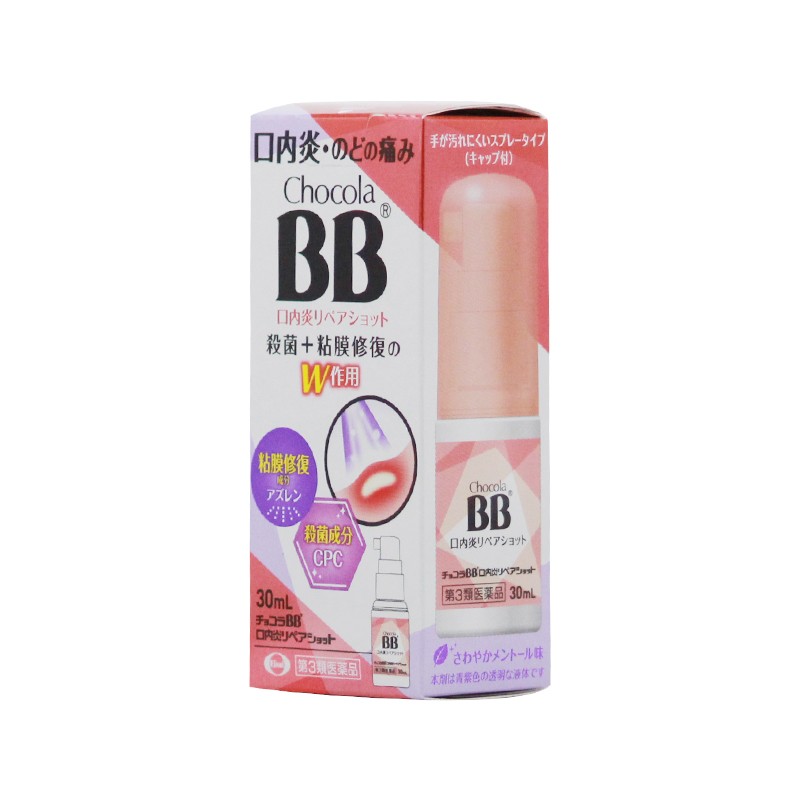 口内炎・のどの痛み
Chocola
BB®
口内炎リペアショット
殺菌＋粘膜修復の
W作用
粘膜修復
成分
アズレン
殺菌成分
CPC
30mL
チョコラBB®
口内炎リペアショット
Eisai
第3類医薬品
Chocola
BB
手が汚れにくいスプレータイプ
(キャップ付)
Chocola
BB®
口内炎リペアショット
チョコラBB®口内炎リペアショット
第3類医薬品 30mL
さわやかメントール味
本剤は青紫色の透明な液体です